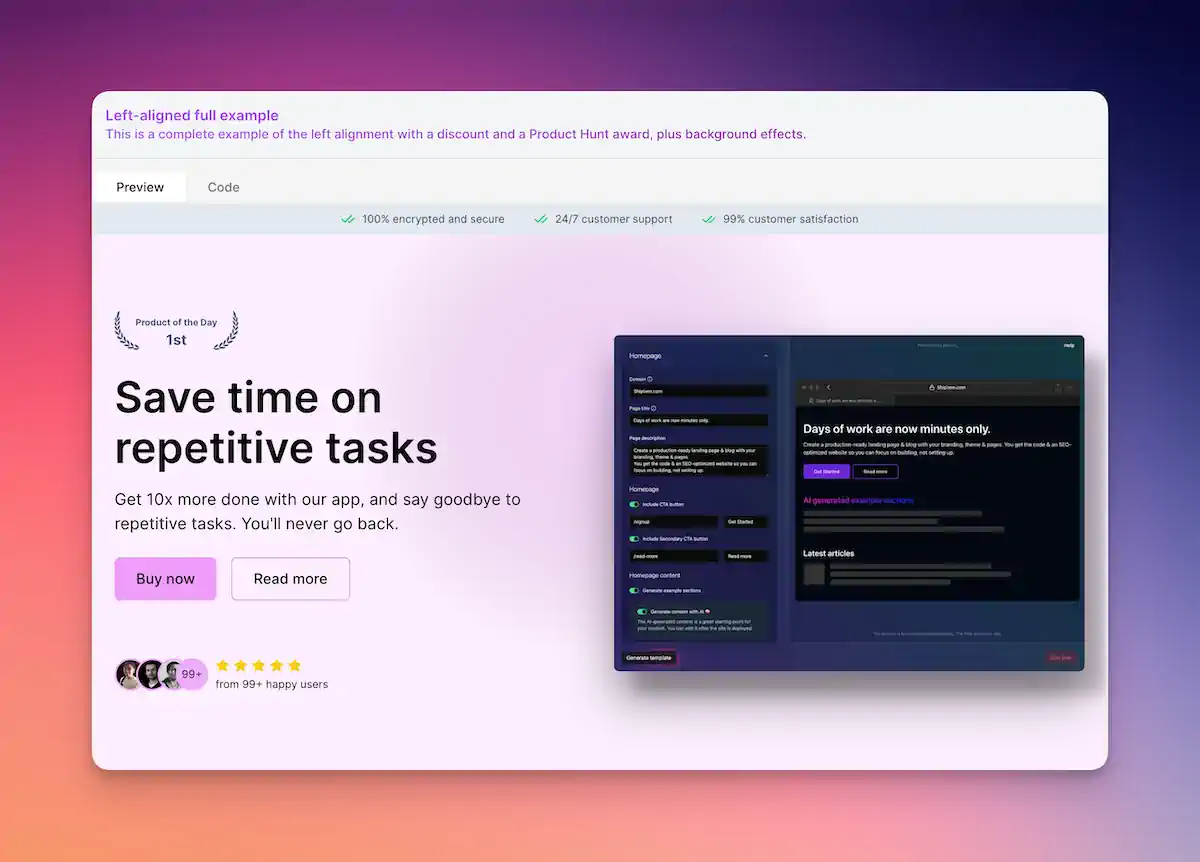 Left-aligned full example
This is a complete example of the left alignment with a discount and a Product Hunt award, plus background effects.
Preview
Code
100% encrypted and secure
24/7 customer support
99% customer satisfaction
Product of the Day
1st
Save time on
repetitive tasks
Get 10x more done with our app, and say goodbye to
repetitive tasks. You'll never go back.
Buy now
Read more
99+
from 99+ happy users
Homepage
Domain
Shipixen.com
Page title
Days of work are now minutes only.
Page description
Create a production-ready landing page & blog with your
branding, theme & pages
You get the code & an SEO-optimized website so you can
focus on building, not setting up.
Homepage
Include CTA button
/signup
Get Started
Include Secondary CTA button
/read-more
Read more
Homepage content
Generate example sections
Generate content with AI
The AI-generated content is a great starting point for
your content. You can edit it after the site is deployed
Generate template
Help
Shipixen.com
Days of work are now minutes only.
Create a production-ready landing page & blog with your branding, theme & pages. You get the code & an SEO-
optimized website so you can focus on building, not setting up.
Get Started
Read more
AI generated example sections
Latest articles